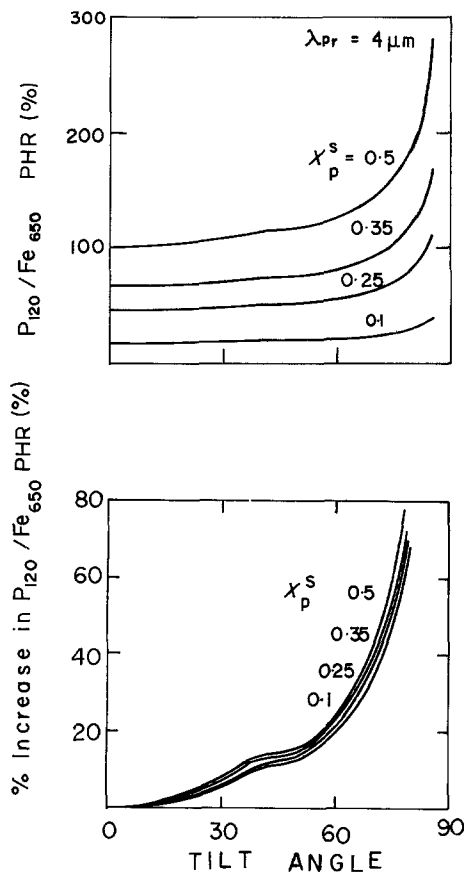 300
λpr = 4 μm
200
X_p^s = 0·5
0·35
100
0·25
0·1
P120/Fe650 PHR (%)
80
60
X_p^s 0·5
0·35
40
0·25
0·1
20
% Increase in P120/Fe650 PHR (%)
0 30 60 90
TILT ANGLE